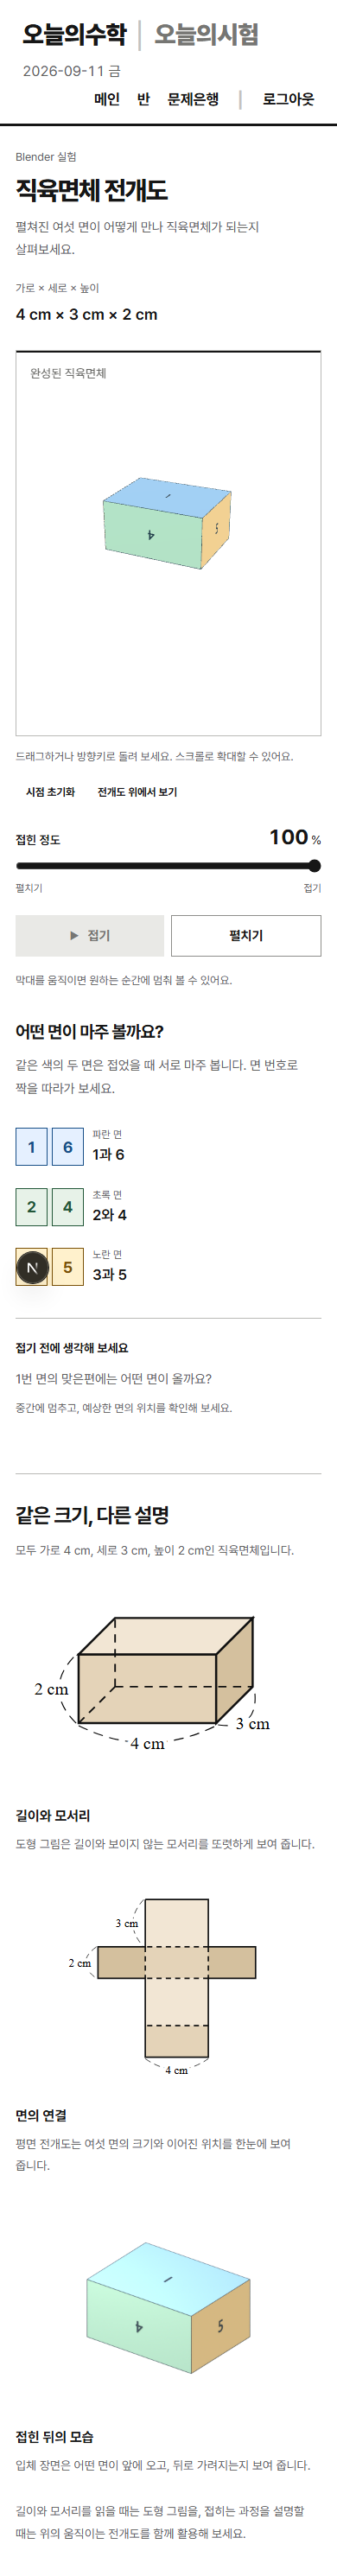 오늘의수학 | 오늘의시험
2026-09-11 금
메인 반 문제은행 | 로그아웃
Blender 실험
직육면체 전개도
펼쳐진 여섯 면이 어떻게 만나 직육면체가 되는지
살펴보세요.
가로 × 세로 × 높이
4 cm × 3 cm × 2 cm
완성된 직육면체
1
4
5
드래그하거나 방향키로 돌려 보세요. 스크롤로 확대할 수 있어요.
시점 초기화 전개도 위에서 보기
접힌 정도 100 %
펼치기 접기
▶ 접기 펼치기
막대를 움직이면 원하는 순간에 멈춰 볼 수 있어요.
어떤 면이 마주 볼까요?
같은 색의 두 면은 접었을 때 서로 마주 봅니다. 면 번호로
짝을 따라가 보세요.
파란 면
1 6 1과 6
초록 면
2 4 2와 4
노란 면
N 5 3과 5
접기 전에 생각해 보세요
1번 면의 맞은편에는 어떤 면이 올까요?
중간에 멈추고, 예상한 면의 위치를 확인해 보세요.
같은 크기, 다른 설명
모두 가로 4 cm, 세로 3 cm, 높이 2 cm인 직육면체입니다.
2 cm
3 cm
4 cm
길이와 모서리
도형 그림은 길이와 보이지 않는 모서리를 또렷하게 보여 줍니다.
3 cm
2 cm
4 cm
면의 연결
평면 전개도는 여섯 면의 크기와 이어진 위치를 한눈에 보여
줍니다.
1
4
5
접힌 뒤의 모습
입체 장면은 어떤 면이 앞에 오고, 뒤로 가려지는지 보여 줍니다.
길이와 모서리를 읽을 때는 도형 그림을, 접히는 과정을 설명할
때는 위의 움직이는 전개도를 함께 활용해 보세요.